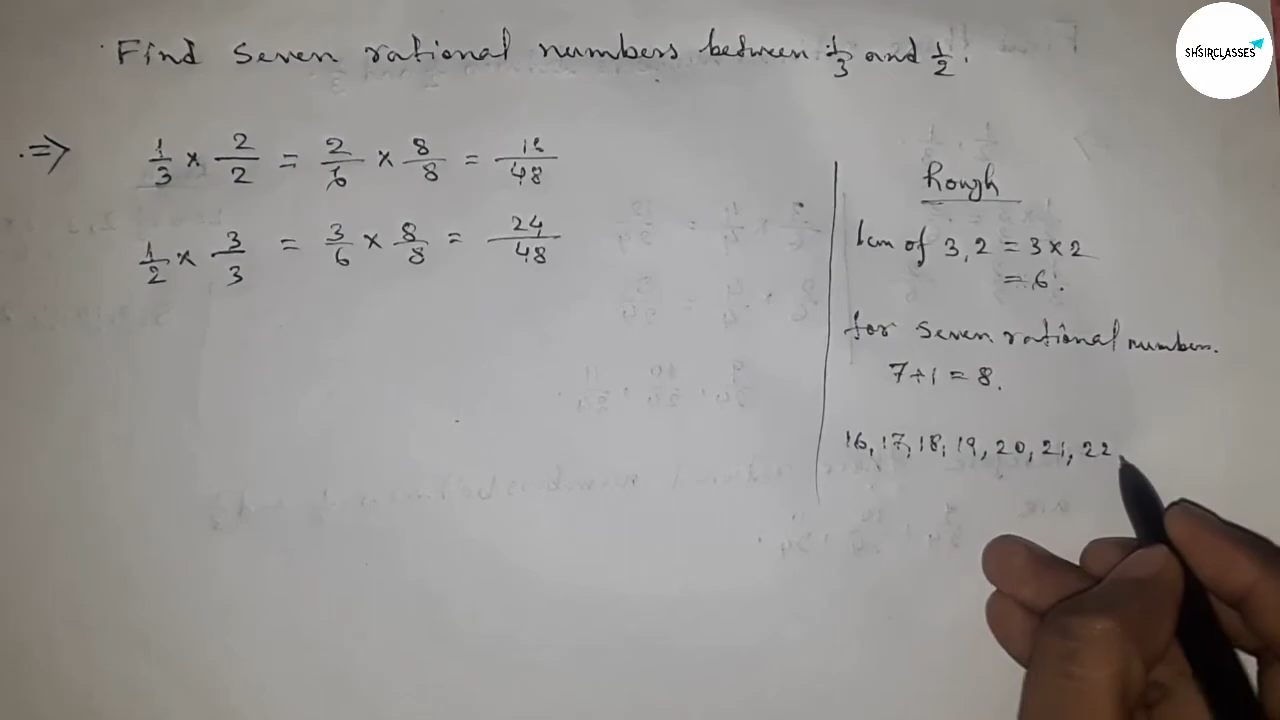 Find seven rational numbers between 1/3 and 1/2.
SHSIRCLASSES
⇒ 1/3 × 2/2 = 2/6 × 8/8 = 16/48
1/2 × 3/3 = 3/6 × 8/8 = 24/48
Rough
lcm of 3, 2 = 3 × 2
= 6.
for seven rational numbers.
7+1 = 8.
16, 17, 18, 19, 20, 21, 22